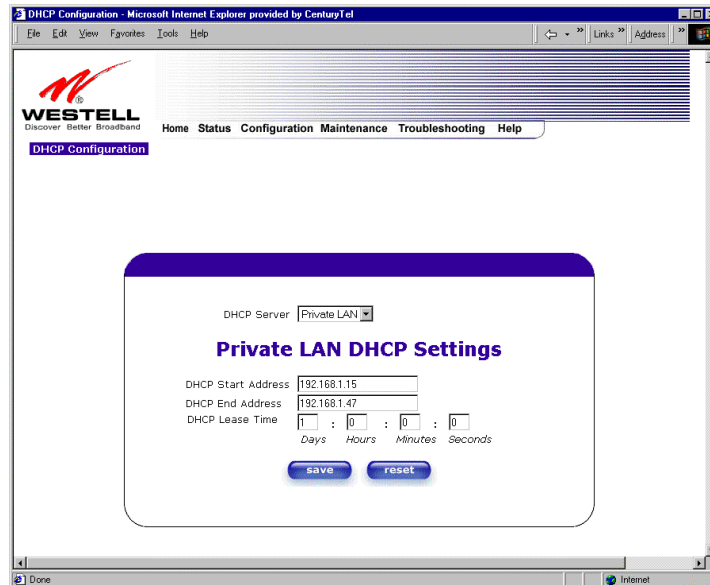 DHCP Configuration - Microsoft Internet Explorer provided by CenturyTel
File Edit View Favorites Tools Help
» Links » Address »
®
WESTELL
Discover Better Broadband
Home Status Configuration Maintenance Troubleshooting Help
DHCP Configuration
DHCP Server Private LAN
Private LAN DHCP Settings
DHCP Start Address 192.168.1.15
DHCP End Address 192.168.1.47
DHCP Lease Time 1 : 0 : 0 : 0
Days Hours Minutes Seconds
save reset
Done Internet